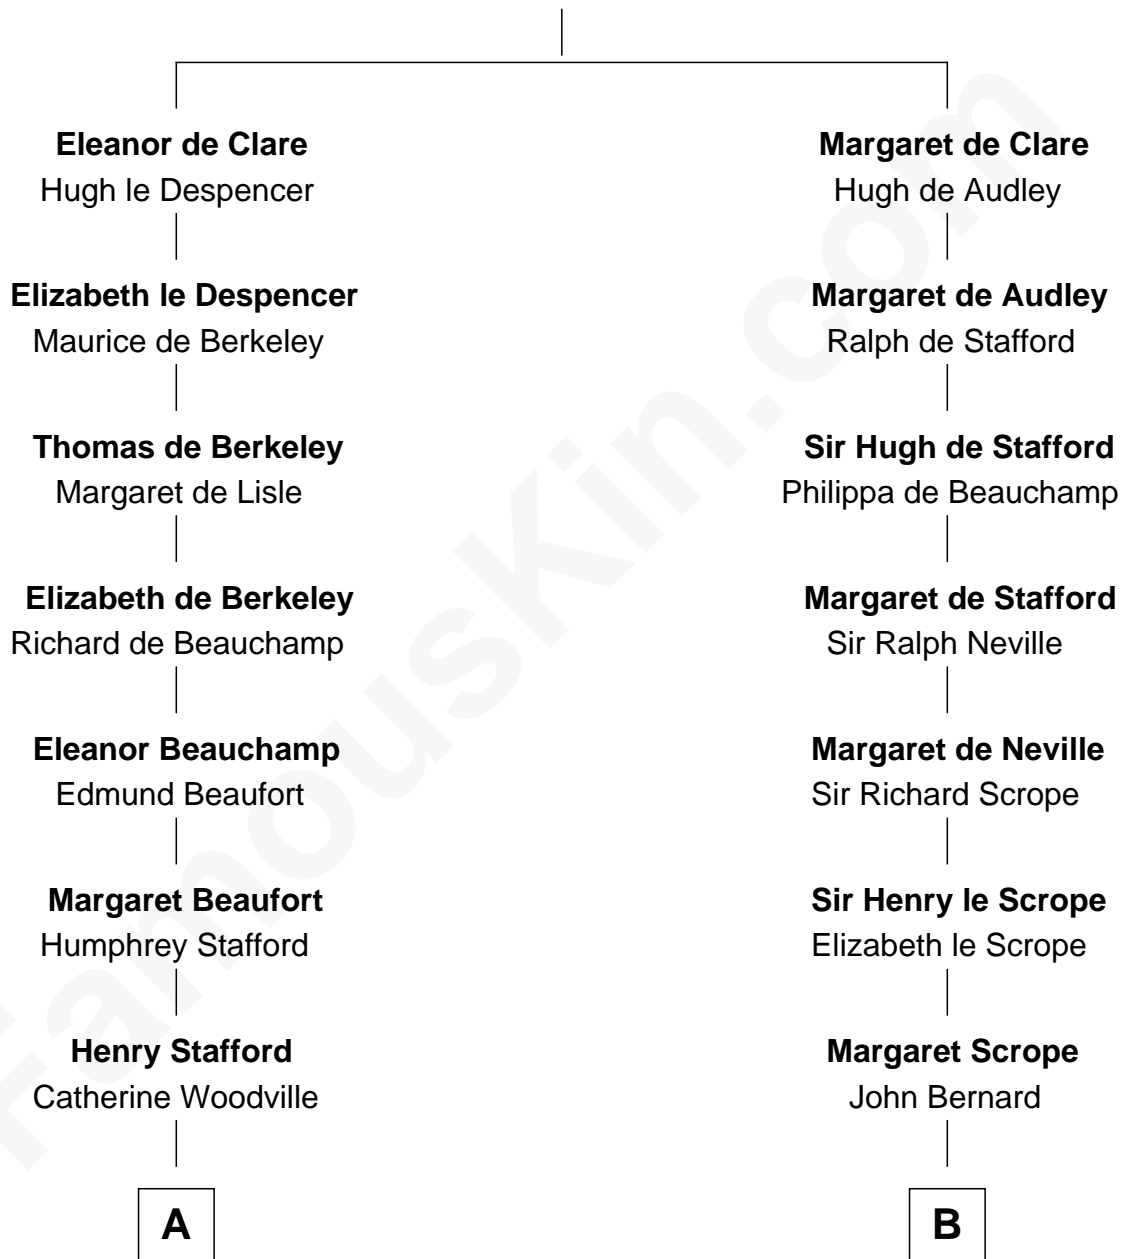 Eleanor de Clare
Hugh le Despencer
Elizabeth le Despencer
Maurice de Berkeley
Thomas de Berkeley
Margaret de Lisle
Elizabeth de Berkeley
Richard de Beauchamp
Eleanor Beauchamp
Edmund Beaufort
Margaret Beaufort
Humphrey Stafford
Henry Stafford
Catherine Woodville
A
Margaret de Clare
Hugh de Audley
Margaret de Audley
Ralph de Stafford
Sir Hugh de Stafford
Philippa de Beauchamp
Margaret de Stafford
Sir Ralph Neville
Margaret de Neville
Sir Richard Scrope
Sir Henry le Scrope
Elizabeth le Scrope
Margaret Scrope
John Bernard
B
FamousKin.com